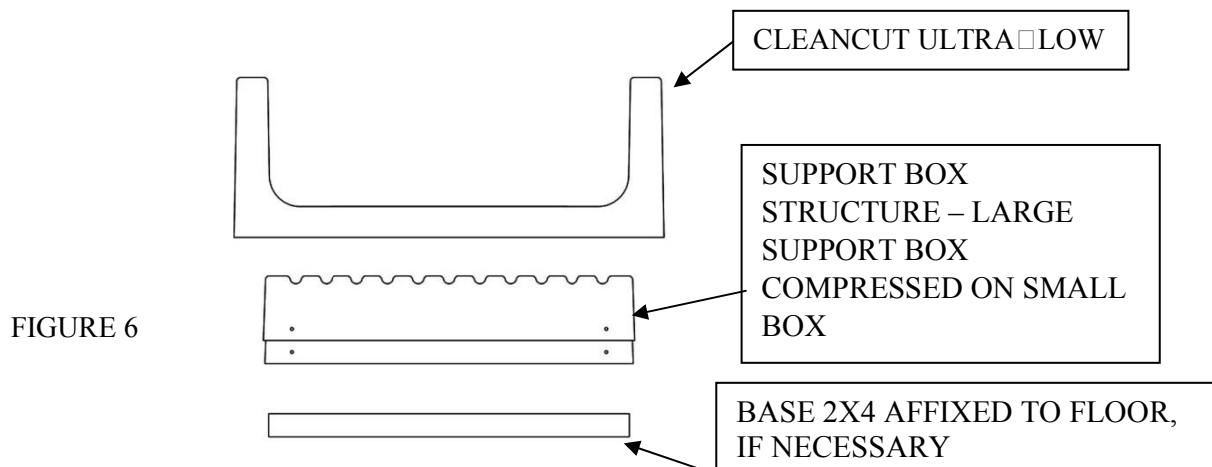 CLEANCUT ULTRA□LOW
SUPPORT BOX
STRUCTURE – LARGE
SUPPORT BOX
COMPRESSED ON SMALL
BOX
FIGURE 6
BASE 2X4 AFFIXED TO FLOOR,
IF NECESSARY